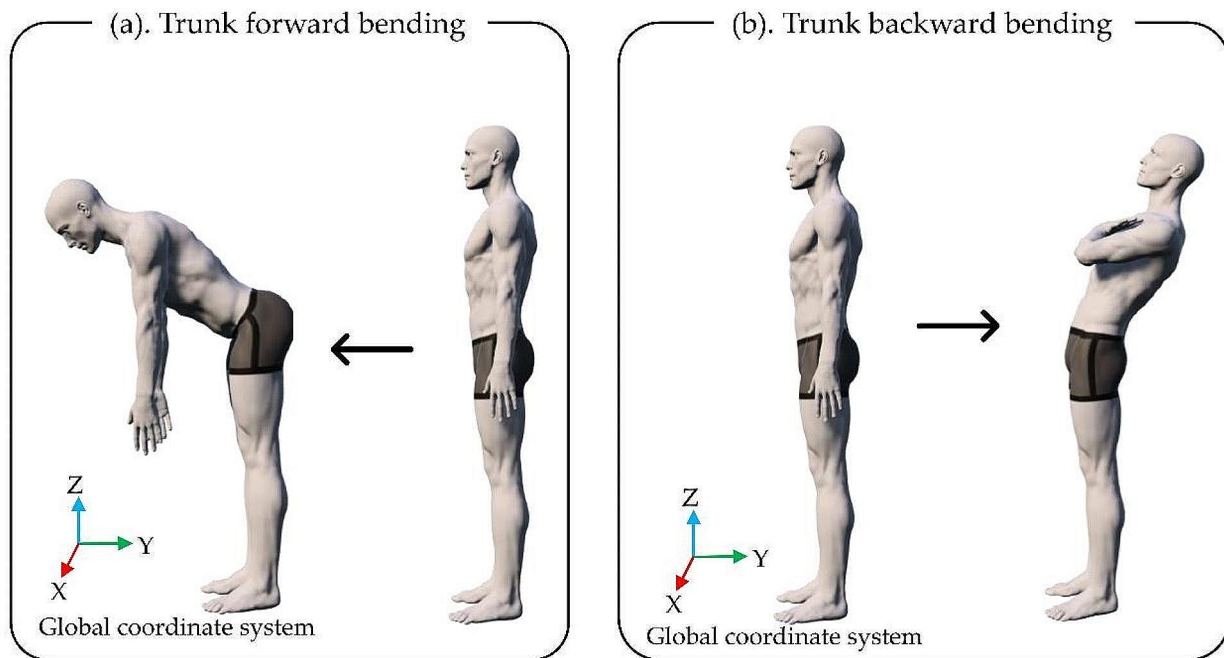 (a). Trunk forward bending
Z
Y
X
Global coordinate system
(b). Trunk backward bending
Z
Y
X
Global coordinate system